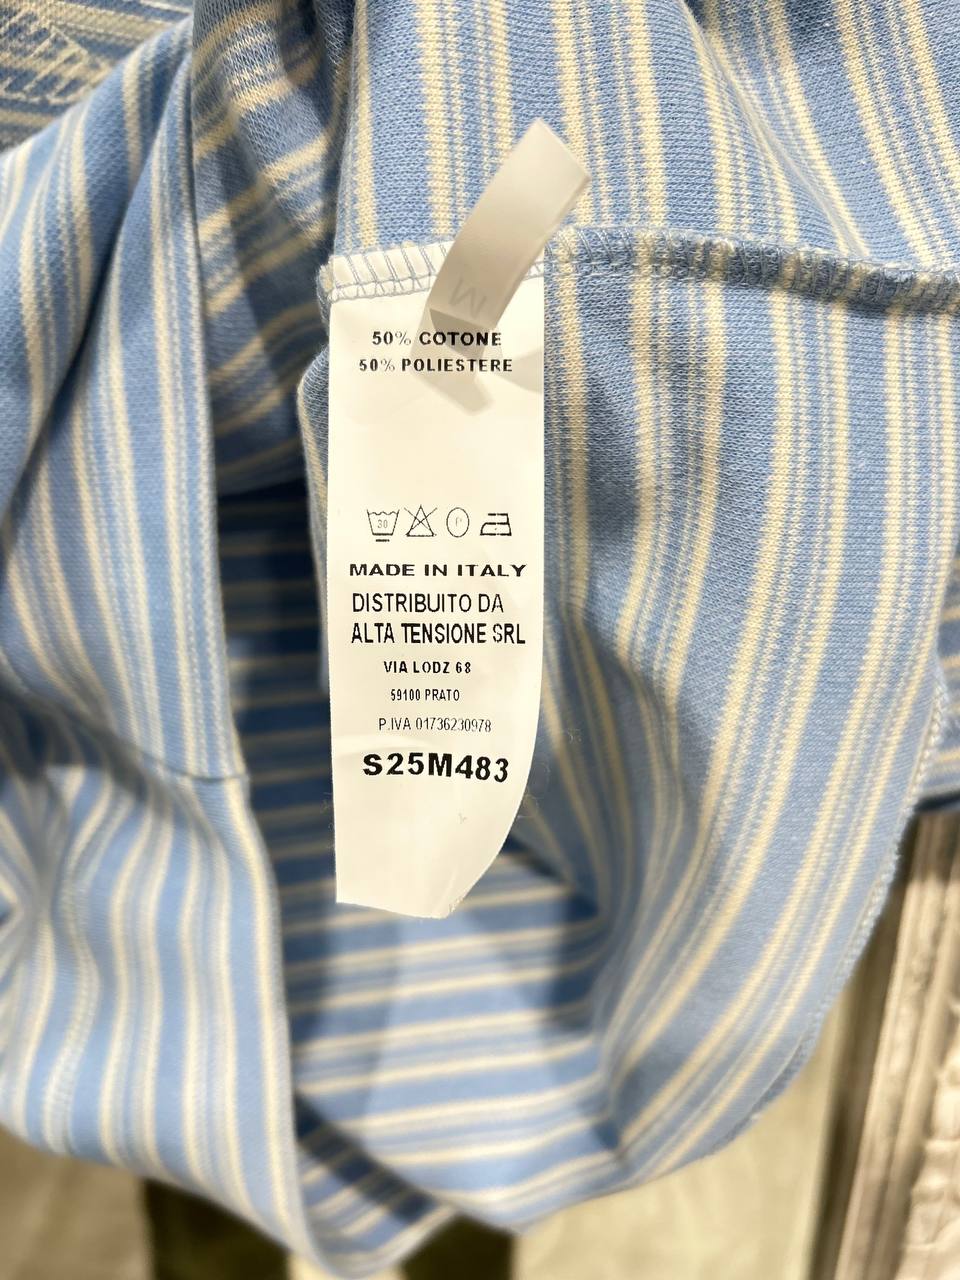 M
50% COTONE
50% POLIESTERE
30
P
MADE IN ITALY
DISTRIBUITO DA
ALTA TENSIONE SRL
VIA LODZ 68
59100 PRATO
P.IVA 01736230978
S25M483